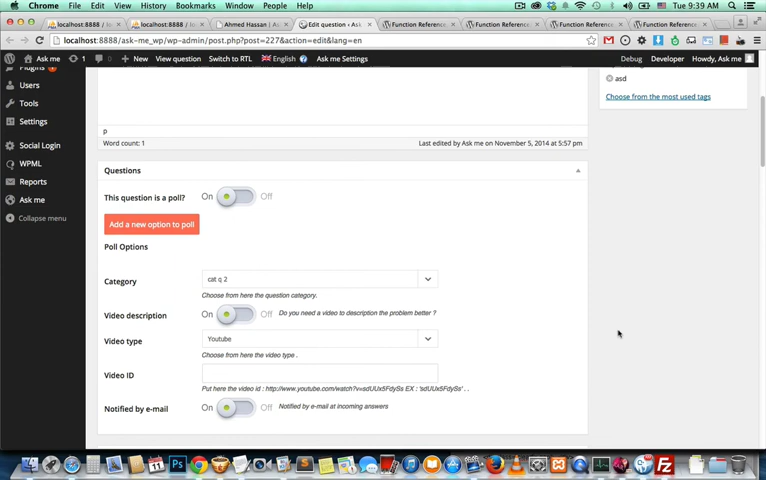 Chrome File Edit View History Bookmarks Window People Help
Tue 9:39 AM
localhost:8888/ localhost:8888/ Ahmed Hassan | Edit question ‹ Ask Function Reference Function Reference Function Reference Function Reference
localhost:8888/ask-me_wp/wp-admin/post.php?post=227&action=edit&lang=en
Ask me 1 New View question Switch to RTL English Ask me Settings Debug Developer Howdy, Ask me
Plugins
Users
Tools
Settings
Social Login
WPML
Reports
Ask me
Collapse menu
asd
Choose from the most used tags
p
Word count: 1 Last edited by Ask me on November 5, 2014 at 5:57 pm
Questions
This question is a poll? On Off
Add a new option to poll
Poll Options
Category cat q 2
Choose from here the question category.
Video description On Off Do you need a video to description the problem better ?
Video type Youtube
Choose from here the video type .
Video ID
Put here the video id : http://www.youtube.com/watch?v=sdUUx5FdySs EX : 'sdUUx5FdySs' . .
Notified by e-mail On Off Notified by e-mail at incoming answers